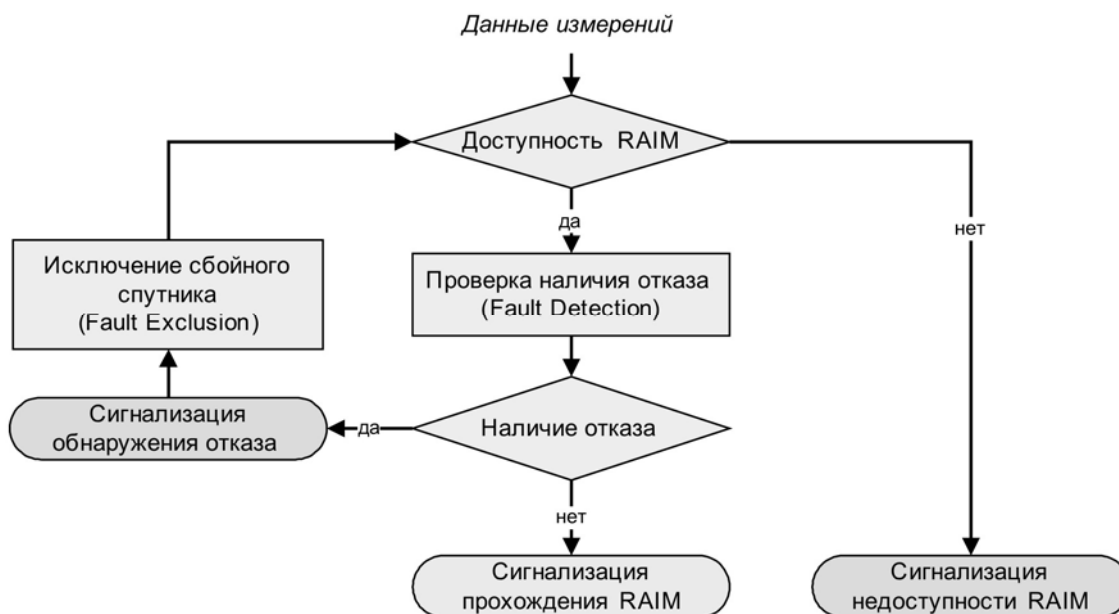 Данные измерений
Доступность RAIM
да
нет
Исключение сбойного
спутника
(Fault Exclusion)
Проверка наличия отказа
(Fault Detection)
Сигнализация
обнаружения отказа
да
Наличие отказа
нет
Сигнализация
прохождения RAIM
Сигнализация
недоступности RAIM